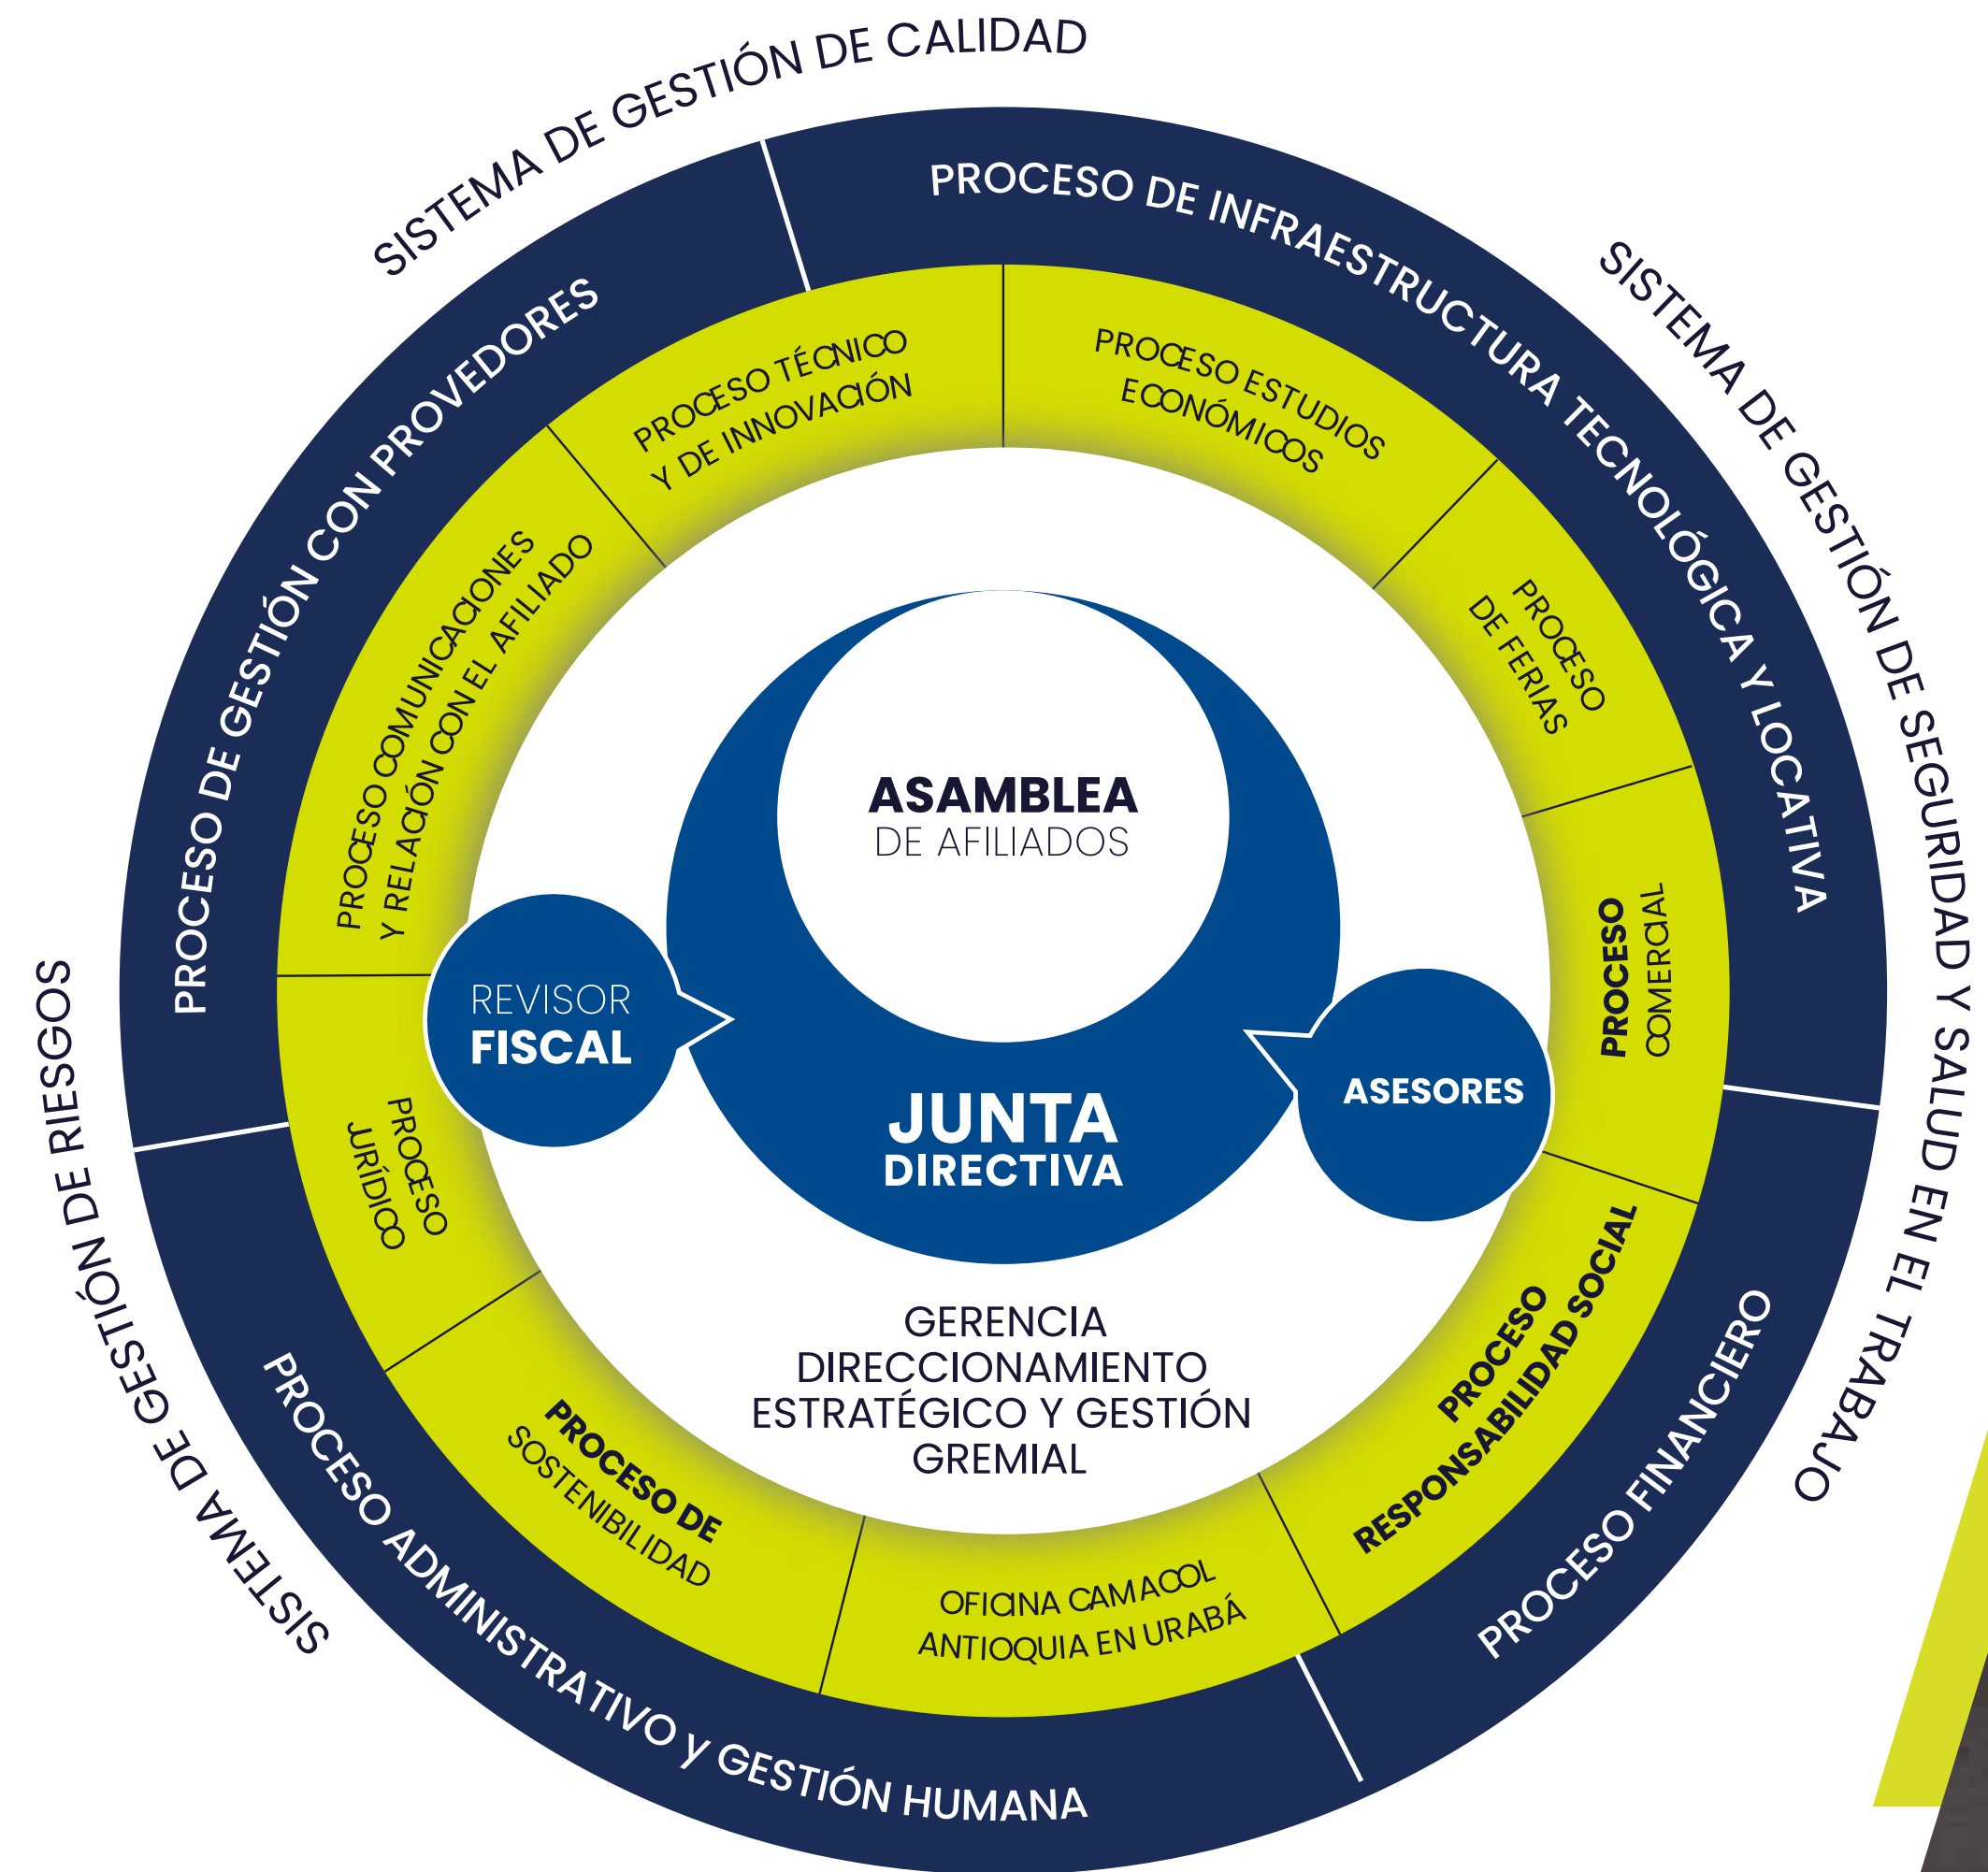 SISTEMA DE GESTIÓN DE CALIDAD
SISTEMA DE GESTIÓN DE SEGURIDAD Y SALUD EN EL TRABAJO
SISTEMA DE GESTIÓN DE RIESGOS
PROCESO DE GESTIÓN CON PROVEDORES
PROCESO DE INFRAESTRUCTURA TECNOLÓGICA Y LOCATIVA
PROCESO FINANCIERO
PROCESO ADMINISTRATIVO Y GESTIÓN HUMANA
PROCESO TÉCNICO
Y DE INNOVACIÓN
PROCESO ESTUDIOS
ECONÓMICOS
PROCESO
DE FERIAS
PROCESO
COMERCIAL
PROCESO
RESPONSABILIDAD SOCIAL
OFICINA CAMACOL
ANTIOQUIA EN URABÁ
PROCESO DE
SOSTENIBILIDAD
PROCESO
JURÍDICO
PROCESO COMUNICACIONES
Y RELACIÓN CON EL AFILIADO
ASAMBLEA
DE AFILIADOS
REVISOR
FISCAL
ASESORES
JUNTA
DIRECTIVA
GERENCIA
DIRECCIONAMIENTO
ESTRATÉGICO Y GESTIÓN
GREMIAL